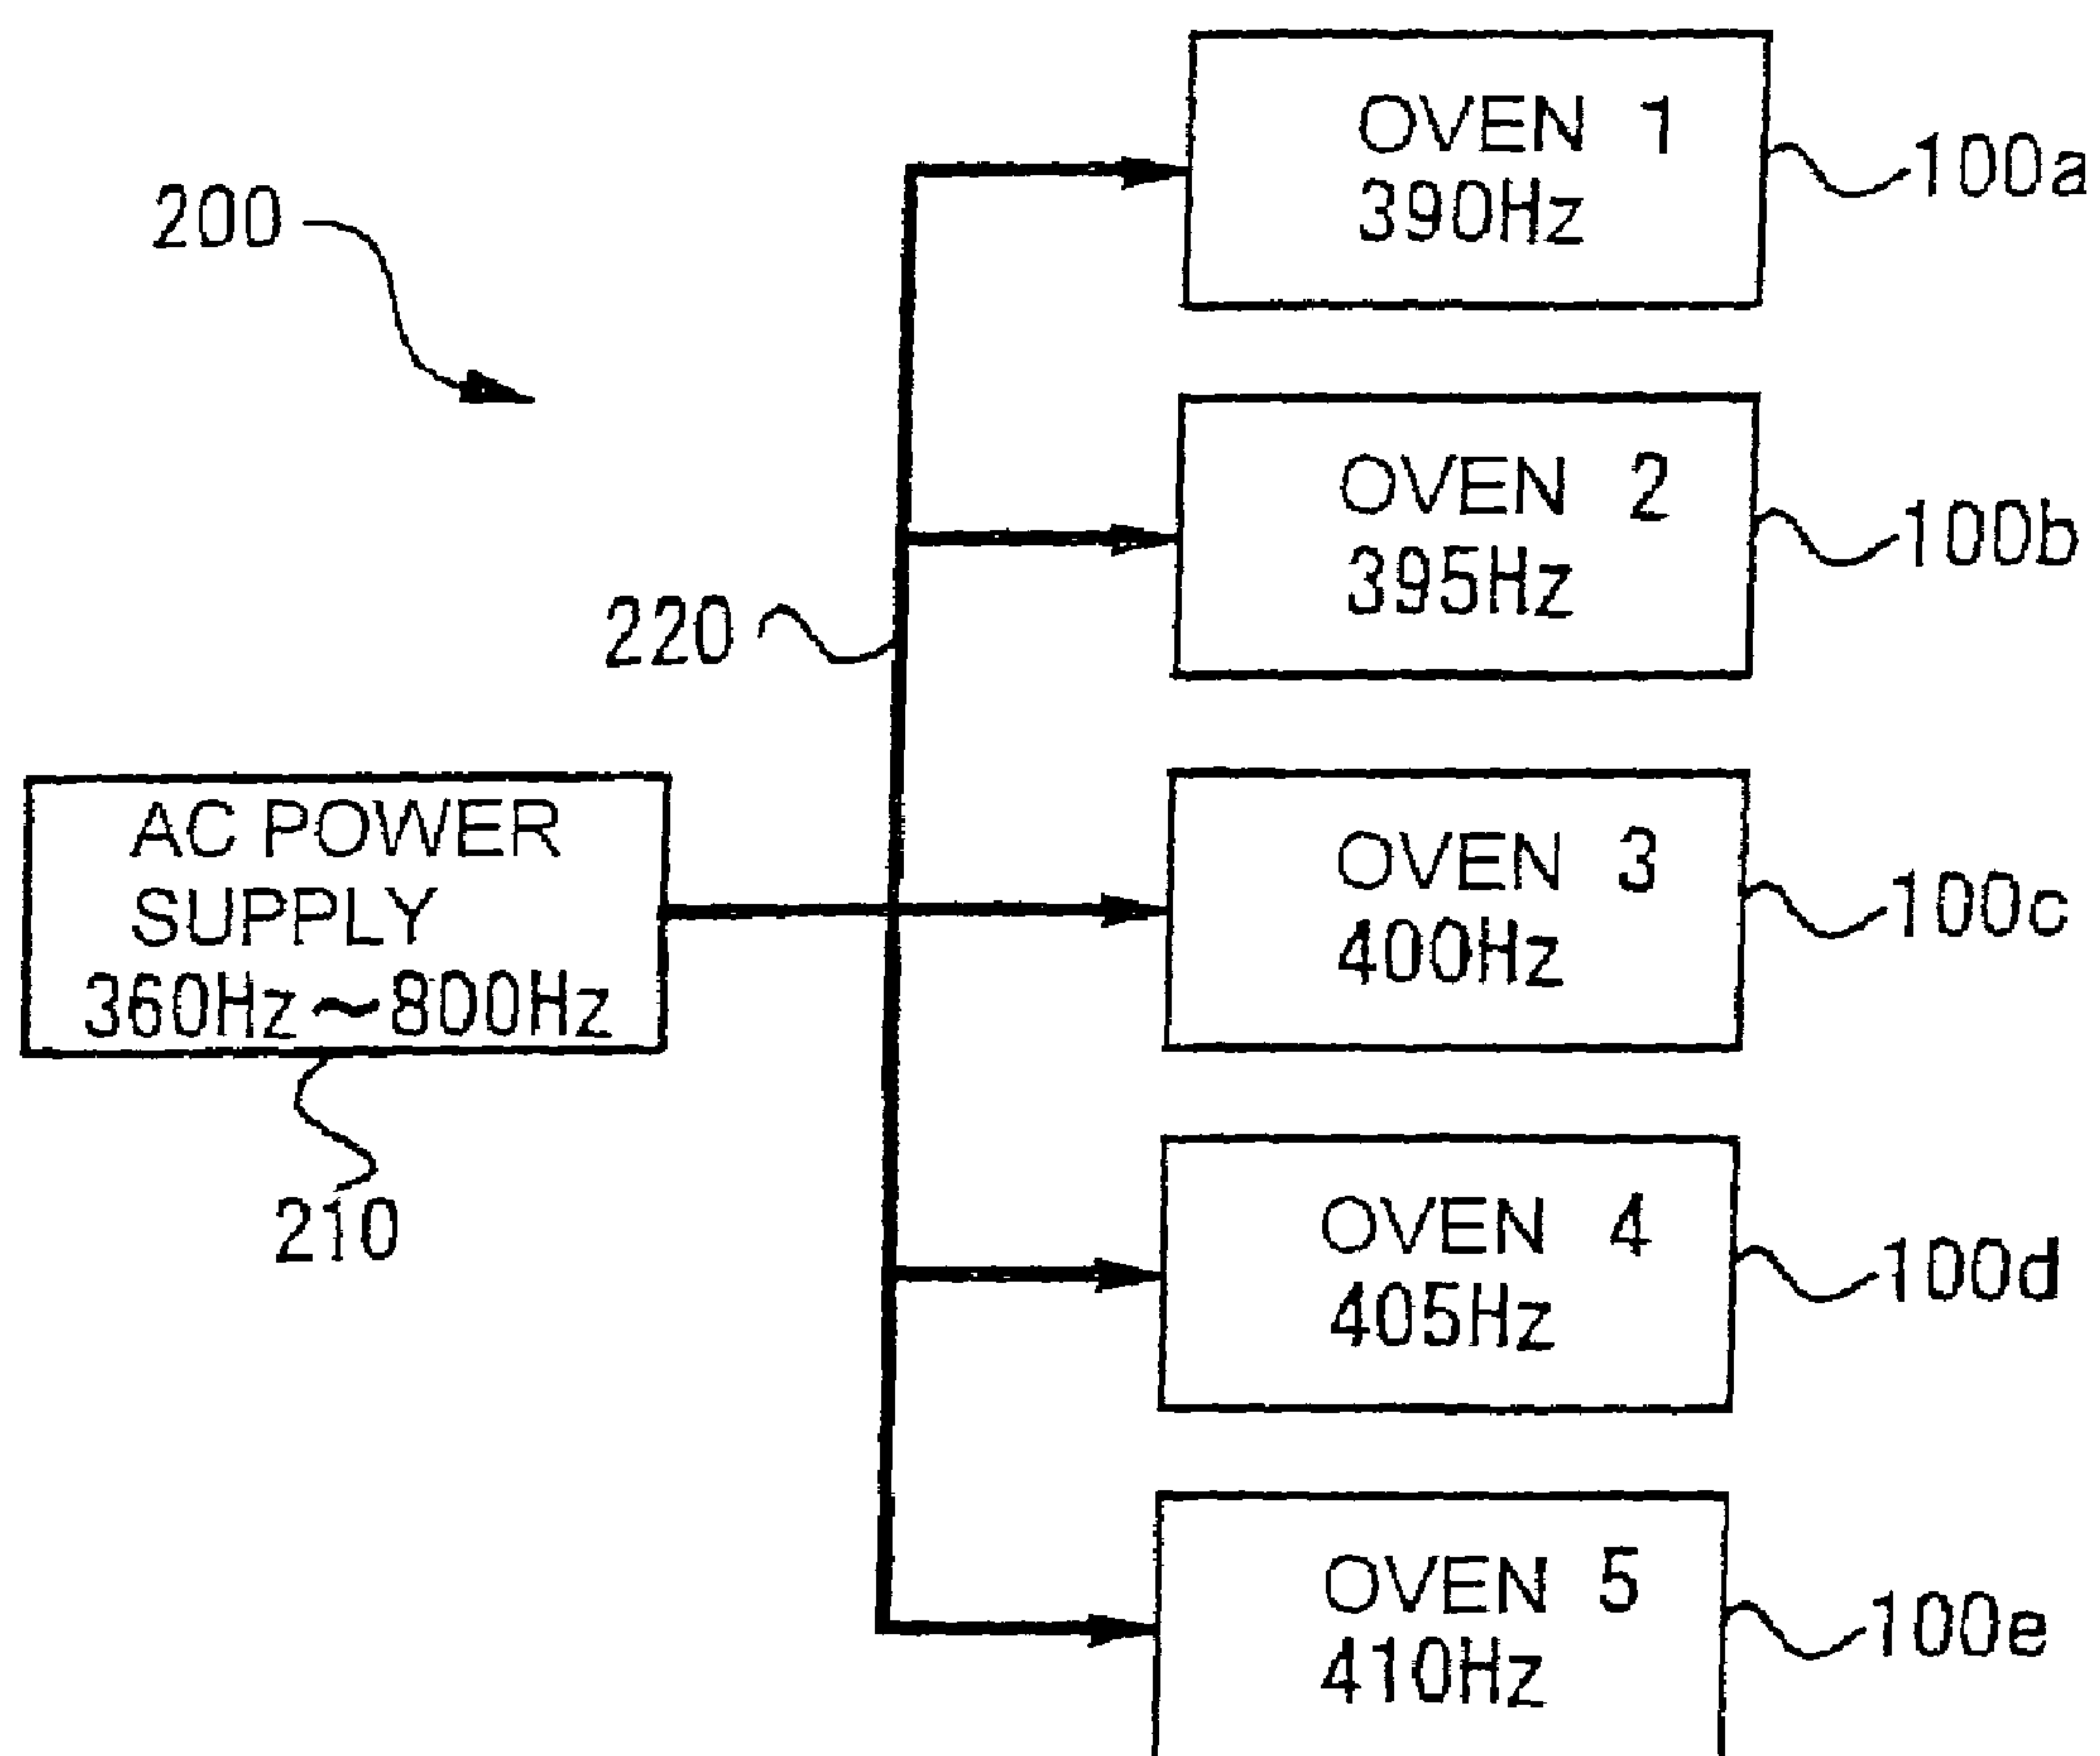 OVEN 1
390Hz
100a
200
OVEN 2
395Hz
100b
220
AC POWER
SUPPLY
360Hz~800Hz
210
OVEN 3
400Hz
100c
OVEN 4
405Hz
100d
OVEN 5
410Hz
100e